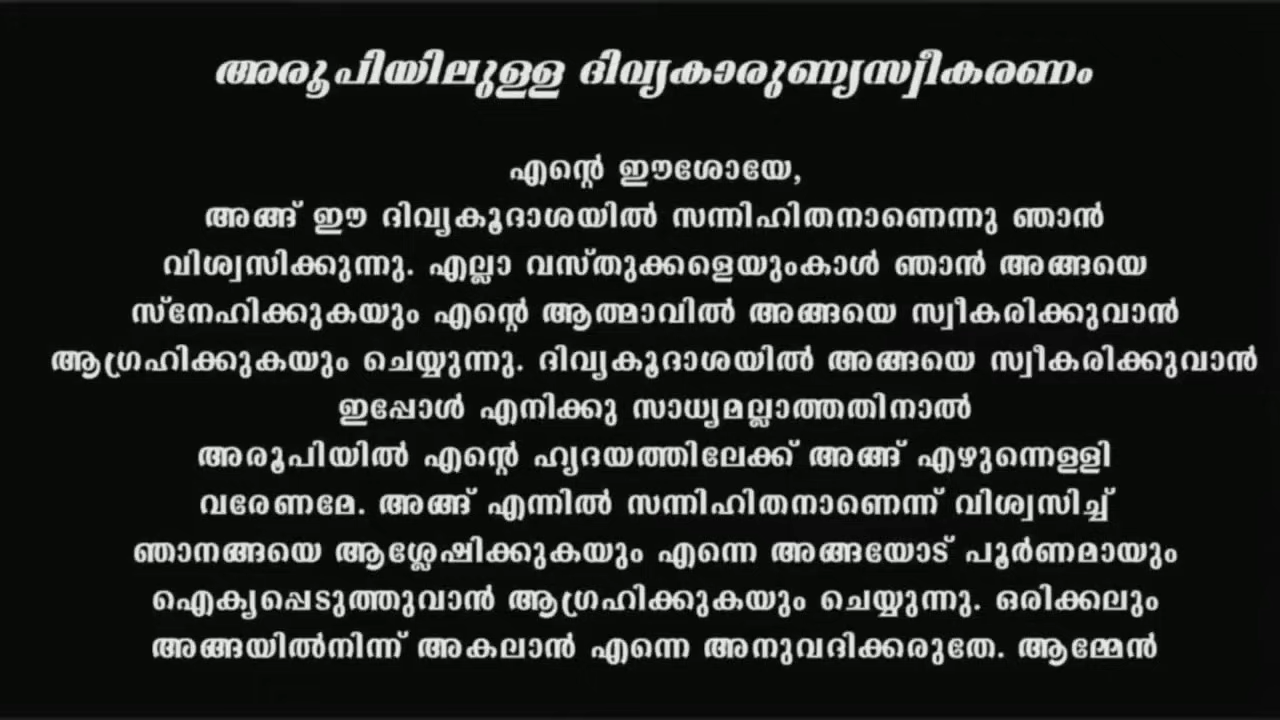 അരൂപിയിലുള്ള ദിവ്യകാരുണ്യസ്വീകരണം
എന്റെ ഈശോയേ,
അങ്ങ് ഈ ദിവ്യകൂദാശയിൽ സന്നിഹിതനാണെന്നു ഞാൻ
വിശ്വസിക്കുന്നു. എല്ലാ വസ്തുക്കളെയുംകാൾ ഞാൻ അങ്ങയെ
സ്നേഹിക്കുകയും എന്റെ ആത്മാവിൽ അങ്ങയെ സ്വീകരിക്കുവാൻ
ആഗ്രഹിക്കുകയും ചെയ്യുന്നു. ദിവ്യകൂദാശയിൽ അങ്ങയെ സ്വീകരിക്കുവാൻ
ഇപ്പോൾ എനിക്കു സാധ്യമല്ലാത്തതിനാൽ
അരൂപിയിൽ എന്റെ ഹൃദയത്തിലേക്ക് അങ്ങ് എഴുന്നെള്ളി
വരേണമേ. അങ്ങ് എന്നിൽ സന്നിഹിതനാണെന്ന് വിശ്വസിച്ച്
ഞാനങ്ങയെ ആശ്ലേഷിക്കുകയും എന്നെ അങ്ങയോട് പൂർണമായും
ഐക്യപ്പെടുത്തുവാൻ ആഗ്രഹിക്കുകയും ചെയ്യുന്നു. ഒരിക്കലും
അങ്ങയിൽനിന്ന് അകലാൻ എന്നെ അനുവദിക്കരുതേ. ആമ്മേൻ